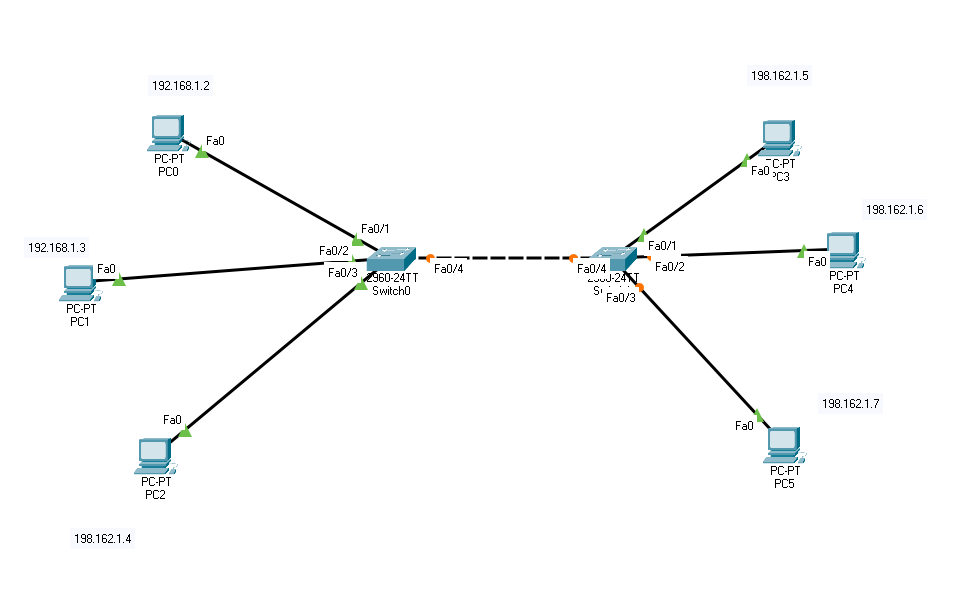 192.168.1.2
Fa0
PC-PT
PC0
Fa0/1
192.168.1.3
Fa0
PC-PT
PC1
Fa0/2
Fa0/3
Fa0/4
2960-24TT
Switch0
Fa0
PC-PT
PC2
198.162.1.4
198.162.1.5
Fa0
PC3
198.162.1.6
Fa0/1
Fa0/2
Fa0/4
Fa0/3
Fa0
PC-PT
PC4
198.162.1.7
Fa0
PC-PT
PC5